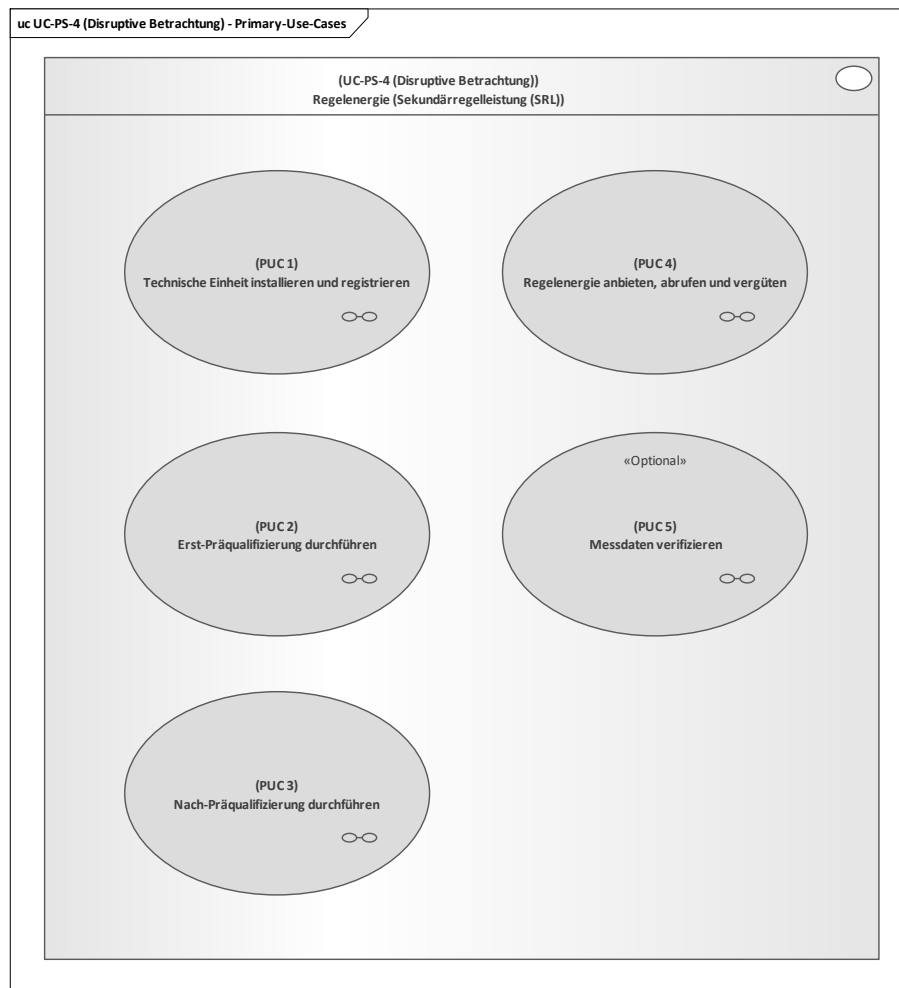 uc UC-PS-4 (Disruptive Betrachtung) - Primary-Use-Cases
(UC-PS-4 (Disruptive Betrachtung))
Regelenergie (Sekundärregelleistung (SRL))
(PUC 1)
Technische Einheit installieren und registrieren
(PUC 4)
Regelenergie anbieten, abrufen und vergüten
(PUC 2)
Erst-Präqualifizierung durchführen
«Optional»
(PUC 5)
Messdaten verifizieren
(PUC 3)
Nach-Präqualifizierung durchführen